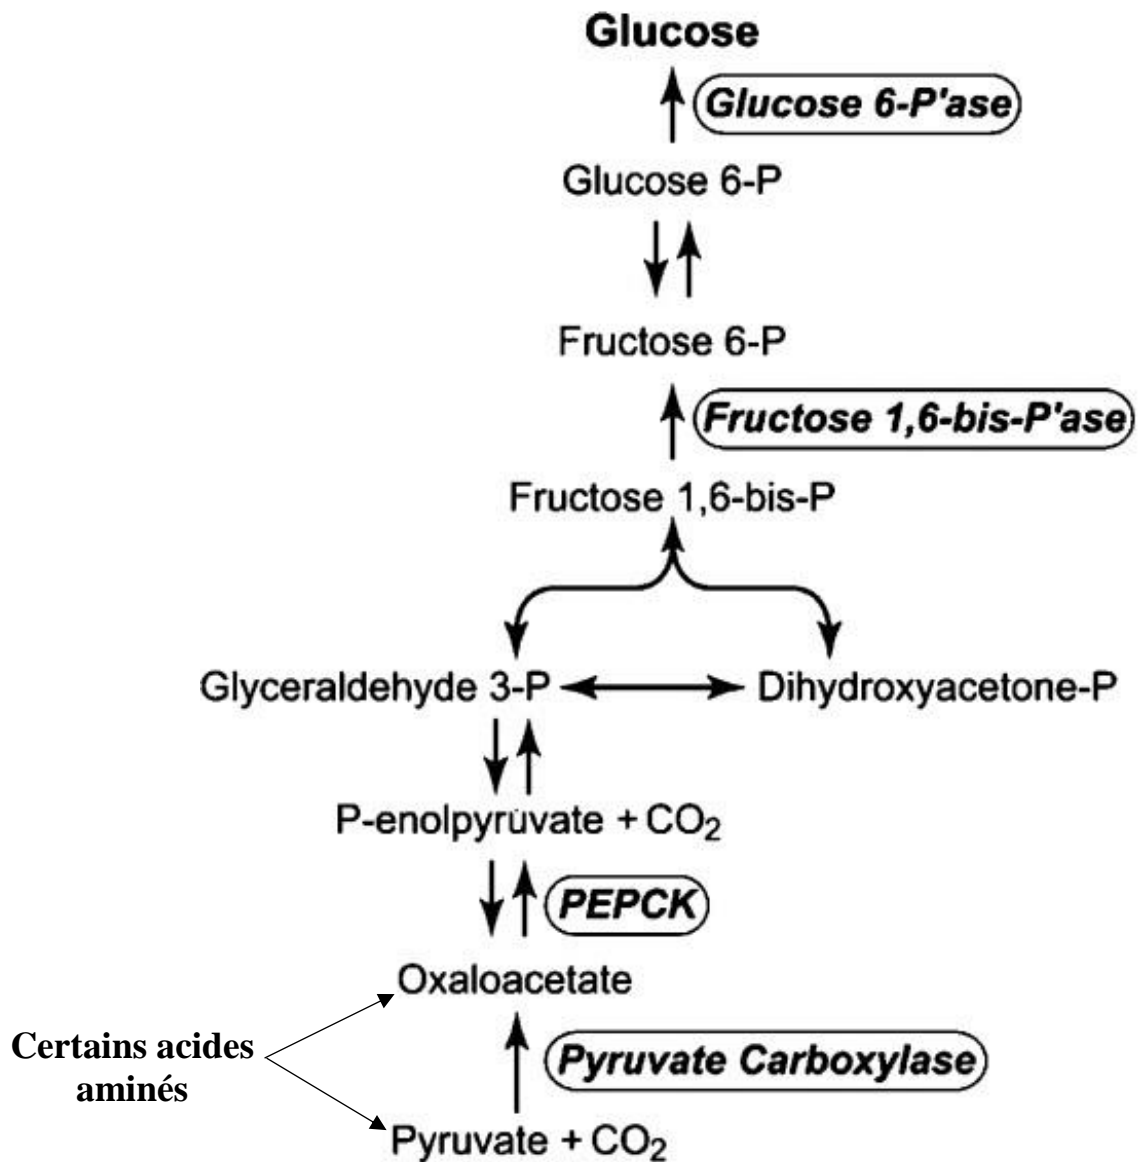 Glucose
Glucose 6-P'ase
Glucose 6-P
Fructose 6-P
Fructose 1,6-bis-P'ase
Fructose 1,6-bis-P
Glyceraldehyde 3-P
Dihydroxyacetone-P
P-enolpyruvate + CO₂
PEPCK
Oxaloacetate
Certains acides
aminés
Pyruvate Carboxylase
Pyruvate + CO₂